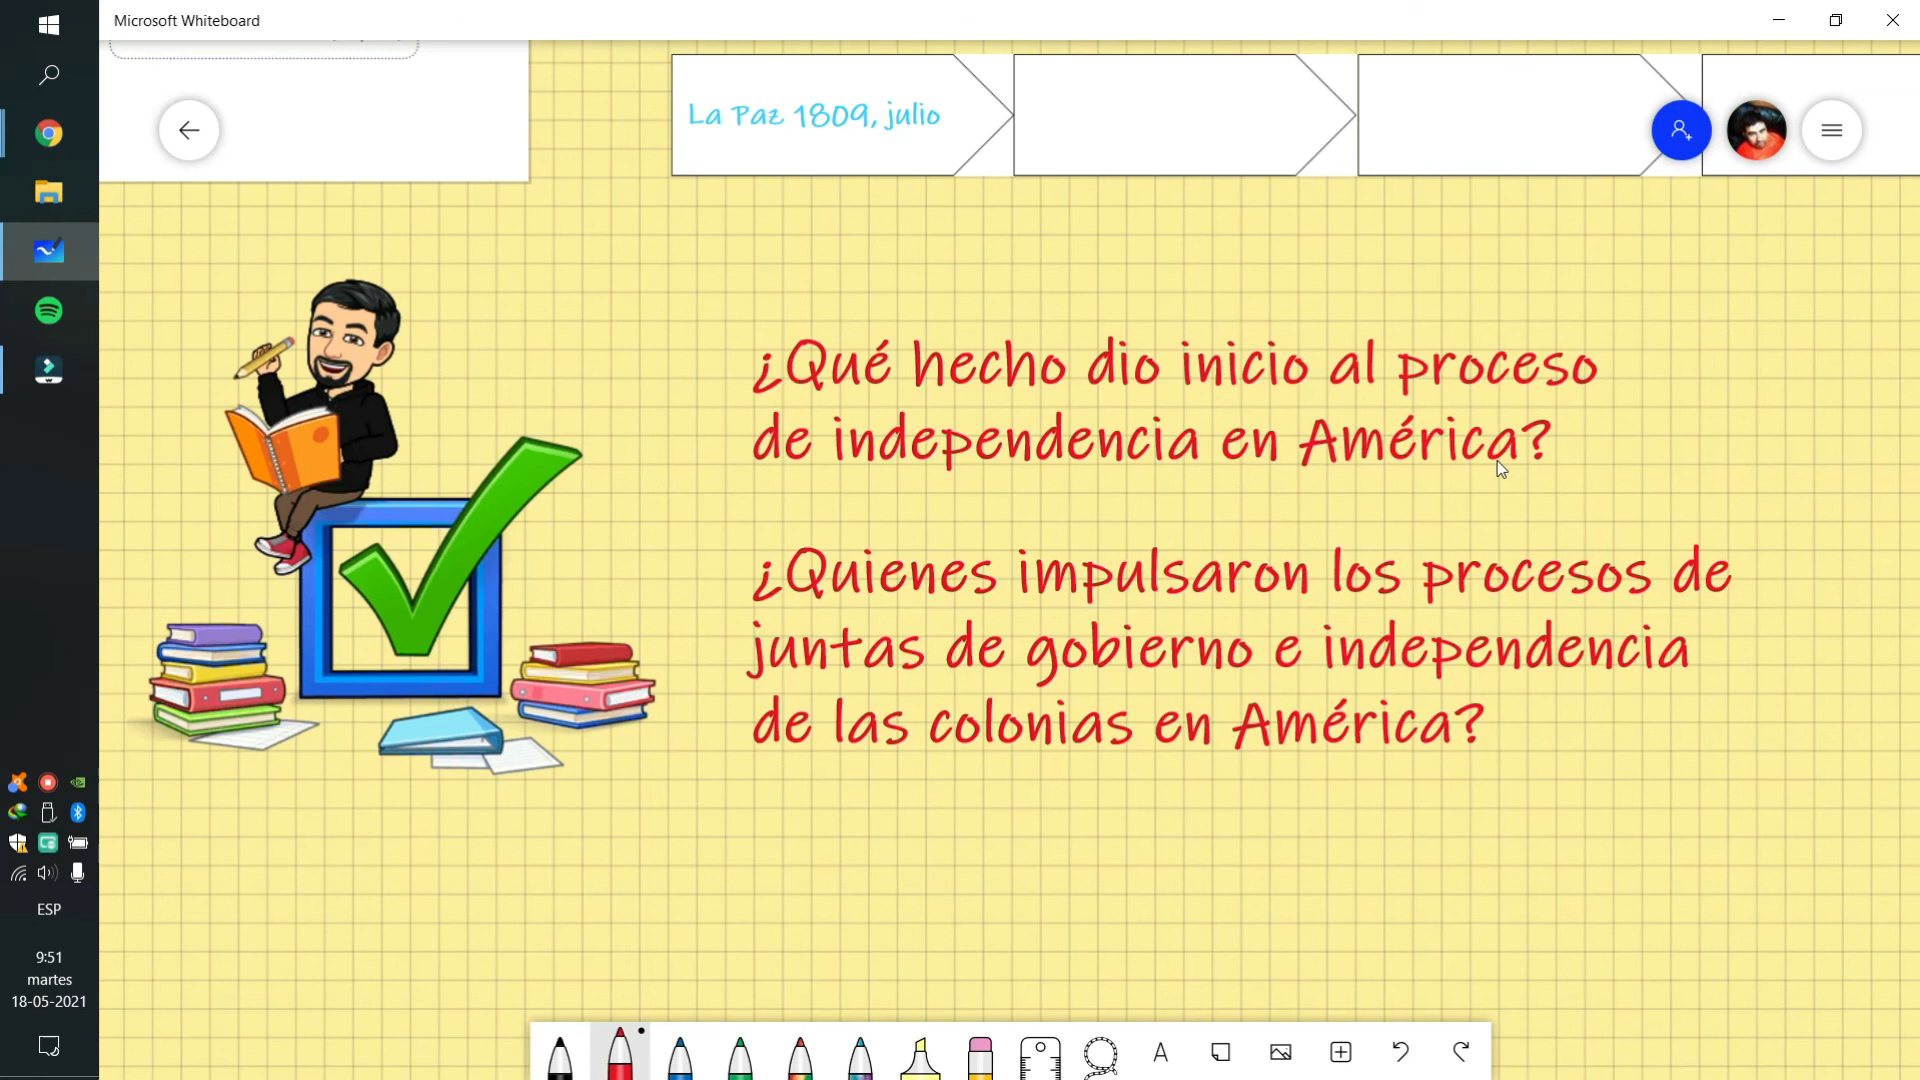 Microsoft Whiteboard
La Paz 1809, julio
¿Qué hecho dio inicio al proceso
de independencia en América?
¿Quienes impulsaron los procesos de
juntas de gobierno e independencia
de las colonias en América?
ESP
9:51
martes
18-05-2021